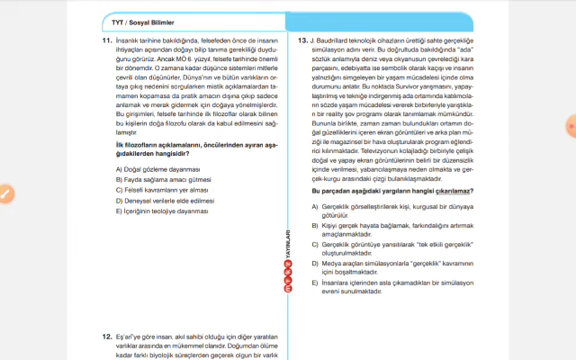 TYT / Sosyal Bilimler
11. İnsanlık tarihine bakıldığında, felsefeden önce de insanın
ihtiyaçları açısından doğayı bilip tanıma gerekliliği duydu-
ğunu görürüz. Ancak MÖ 6. yüzyıl, felsefe tarihinde önemli
bir dönemdir. O zamana kadar düşünce sistemleri mitlerle
çevrili olan düşünürler, Dünya'nın ve bütün varlıkların or-
taya çıkış nedenini sorgularken mistik açıklamalardan ta-
mamen kopamasa da pratik amacın dışına çıkıp sadece
anlamak ve merak gidermek için doğaya yönelmişlerdir.
Bu girişimleri, felsefe tarihinde ilk filozoflar olarak bilinen
bu kişilerin doğa filozofu olarak da kabul edilmesini sağ-
lamıştır.
İlk filozofların açıklamalarını, öncülerinden ayıran aşa-
ğıdakilerden hangisidir?
A) Doğal gözleme dayanması
B) Fayda sağlama amacı gütmesi
C) Felsefi kavramların yer alması
D) Deneysel verilerle elde edilmesi
E) İçeriğinin teolojiye dayanması
12. Eş'arî'ye göre insan, akıl sahibi olduğu için diğer yaratılan
varlıklar arasında en mükemmel olanıdır. Doğumdan ölüme
kadar farklı biyolojik süreçlerden geçerek olgun bir varlık
13. J. Baudrillard teknolojik cihazların ürettiği sahte gerçekliğe
simülasyon adını verir. Bu doğrultuda bakıldığında "ada"
sözlük anlamıyla deniz veya okyanusun çevrelediği kara
parçasını, edebiyatta ise sembolik olarak kaçışı ve insanın
yalnızlığını simgeleyen bir yaşam mücadelesi içinde olma
durumunu anlatır. Bu noktada Survivor yarışmasını, yapay-
laştırılmış ve tekniğe indirgenmiş ada ortamında katılımcıla-
rın sözde yaşam mücadelesi vererek birbirleriyle yarıştıkla-
rı bir reality şov programı olarak tanımlamak mümkündür.
Bununla birlikte, zaman zaman bulundukları ortamın do-
ğal güzelliklerini içeren ekran görüntüleri ve arka plan mü-
ziği ile magazinsel bir hava oluşturularak program eğlendi-
rici kılınmaktadır. Televizyonun kolajladığı birbiriyle çelişik
doğal ve yapay ekran görüntülerinin belirli bir düzensizlik
içinde verilmesi, yabancılaşmaya neden olmakta ve ger-
çek-kurgu arasındaki çizgi bulanıklaşmaktadır.
Bu parçadan aşağıdaki yargıların hangisi çıkarılamaz?
A) Gerçeklik görselleştirilerek kişi, kurgusal bir dünyaya
götürülür.
B) Kişiyi gerçek hayata bağlamak, farkındalığını artırmak
amaçlanmaktadır.
C) Gerçeklik görüntüye yansıtılarak "tek etkili gerçeklik"
oluşturulmaktadır.
D) Medya araçları simülasyonlarla "gerçeklik" kavramının
içini boşaltmaktadır.
E) İnsanlara içlerinden asla çıkamadıkları bir simülasyon
evreni sunulmaktadır.
YAYINLARI